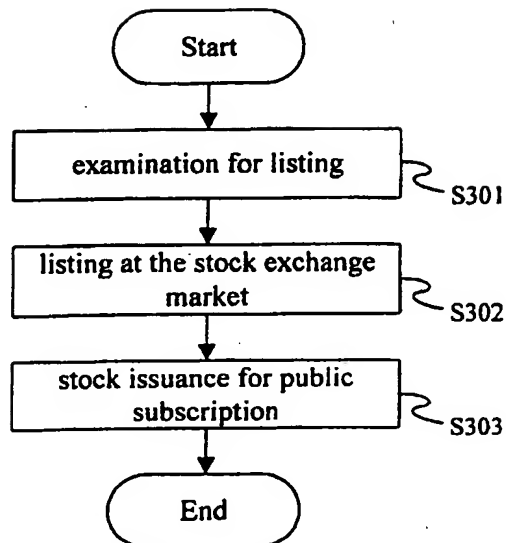 Start
examination for listing
S301
listing at the stock exchange
market
S302
stock issuance for public
subscription
S303
End